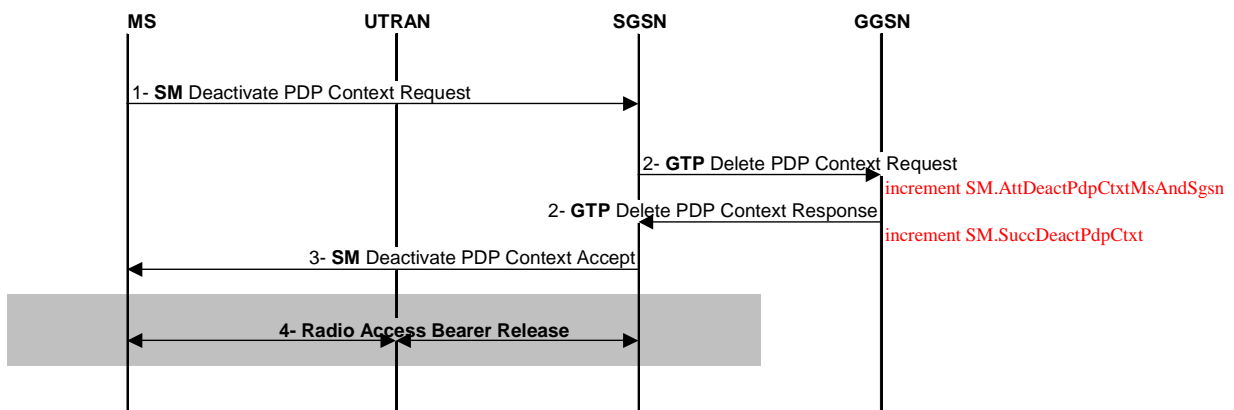 MS UTRAN SGSN GGSN
1- SM Deactivate PDP Context Request
2- GTP Delete PDP Context Request
increment SM.AttDeactPdpCtxtMsAndSgsn
2- GTP Delete PDP Context Response
increment SM.SuccDeactPdpCtxt
3- SM Deactivate PDP Context Accept
4- Radio Access Bearer Release